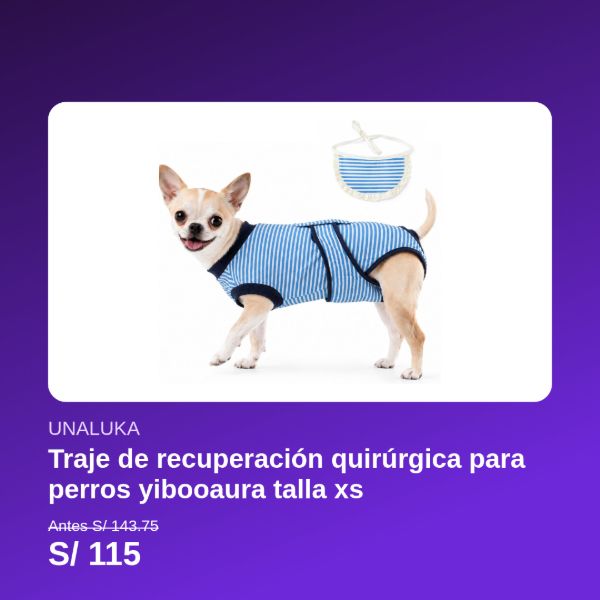 UNALUKA
Traje de recuperación quirúrgica para
perros yibooaura talla xs
Antes S/ 143.75
S/ 115